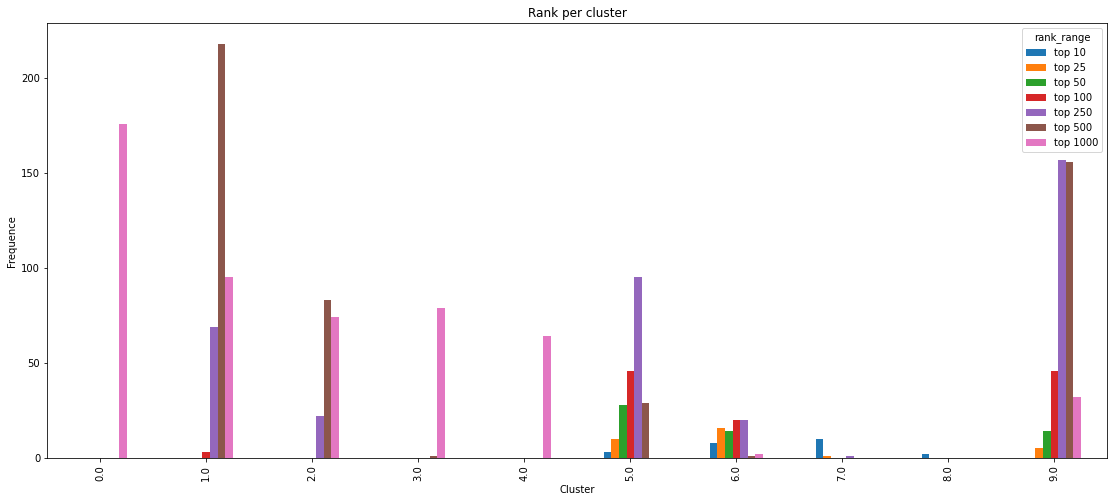 Rank per cluster
rank_range
top 10
top 25
top 50
top 100
top 250
top 500
top 1000
Frequence
200
150
100
50
0
0.0
1.0
2.0
3.0
4.0
5.0
6.0
7.0
8.0
9.0
Cluster